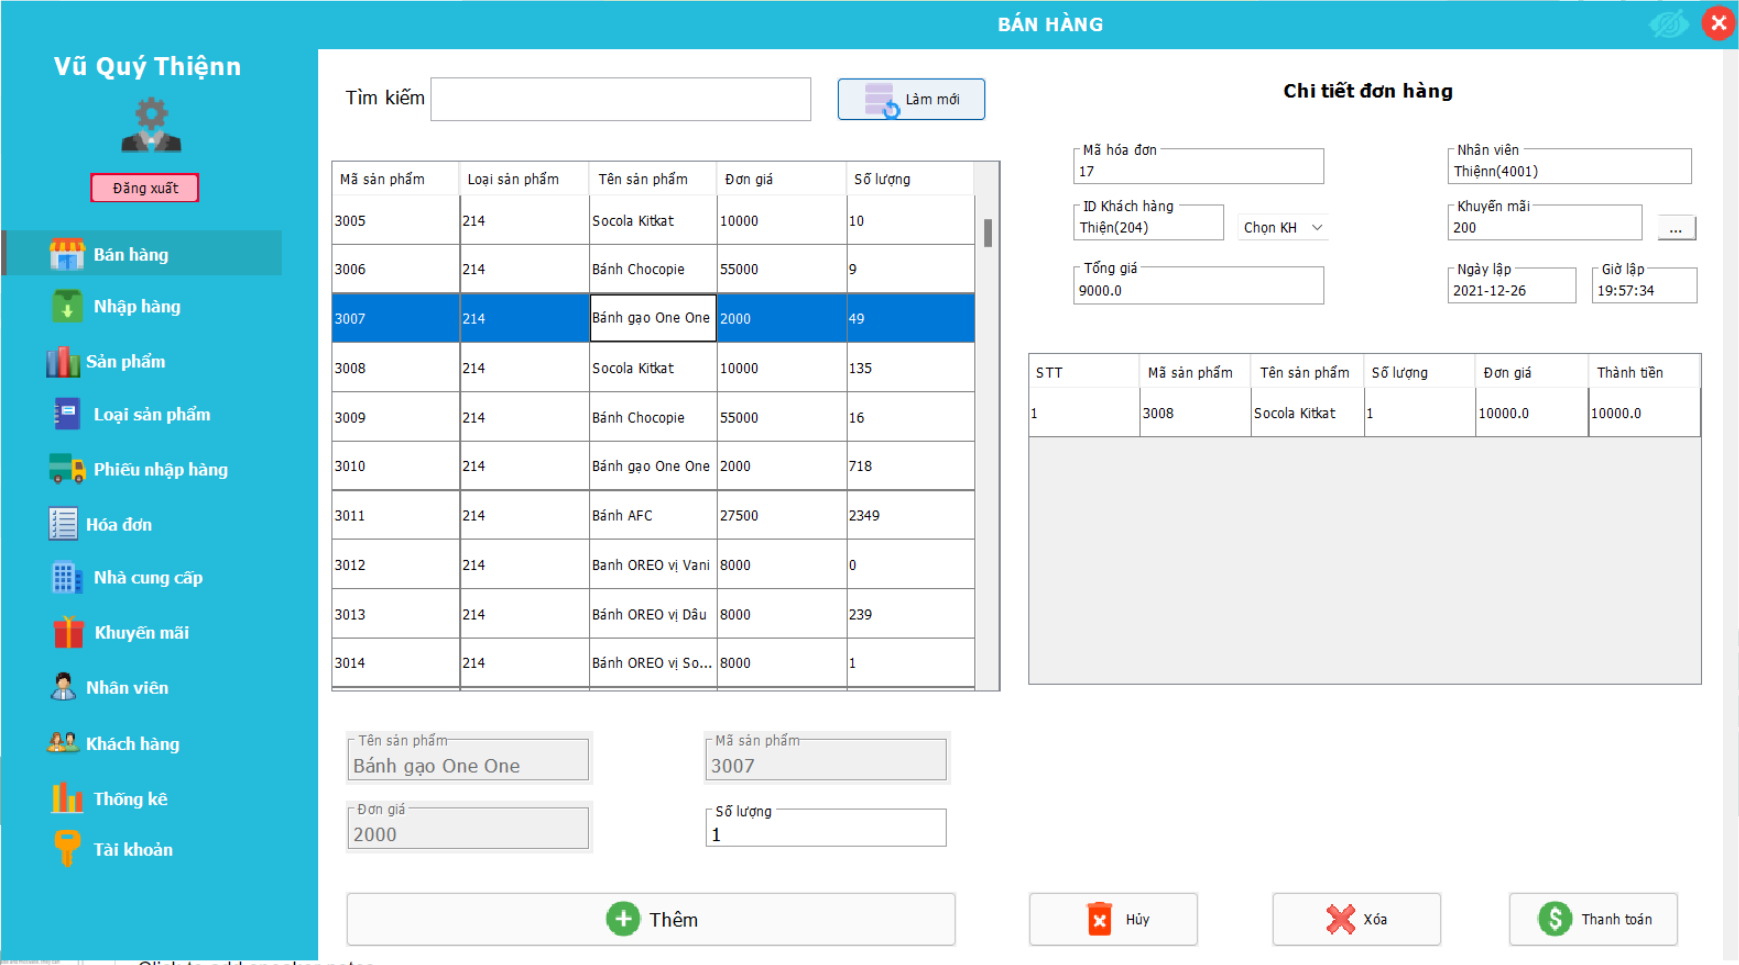 BÁN HÀNG
Vũ Quý Thiệnn
Đăng xuất
Bán hàng
Nhập hàng
Sản phẩm
Loại sản phẩm
Phiếu nhập hàng
Hóa đơn
Nhà cung cấp
Khuyến mãi
Nhân viên
Khách hàng
Thống kê
Tài khoản
Tìm kiếm
Làm mới
Mã sản phẩm Loại sản phẩm Tên sản phẩm Đơn giá Số lượng
3005 214 Socola Kitkat 10000 10
3006 214 Bánh Chocopie 55000 9
3007 214 Bánh gạo One One 2000 49
3008 214 Socola Kitkat 10000 135
3009 214 Bánh Chocopie 55000 16
3010 214 Bánh gạo One One 2000 718
3011 214 Bánh AFC 27500 2349
3012 214 Banh OREO vị Vani 8000 0
3013 214 Bánh OREO vị Dâu 8000 239
3014 214 Bánh OREO vị So... 8000 1
Tên sản phẩm
Bánh gạo One One
Mã sản phẩm
3007
Đơn giá
2000
Số lượng
1
Thêm
Chi tiết đơn hàng
Mã hóa đơn
17
Nhân viên
Thiệnn(4001)
ID Khách hàng
Thiện(204)
Chọn KH
Khuyến mãi
200
...
Tổng giá
9000.0
Ngày lập
2021-12-26
Giờ lập
19:57:34
STT Mã sản phẩm Tên sản phẩm Số lượng Đơn giá Thành tiền
1 3008 Socola Kitkat 1 10000.0 10000.0
Hủy
Xóa
Thanh toán